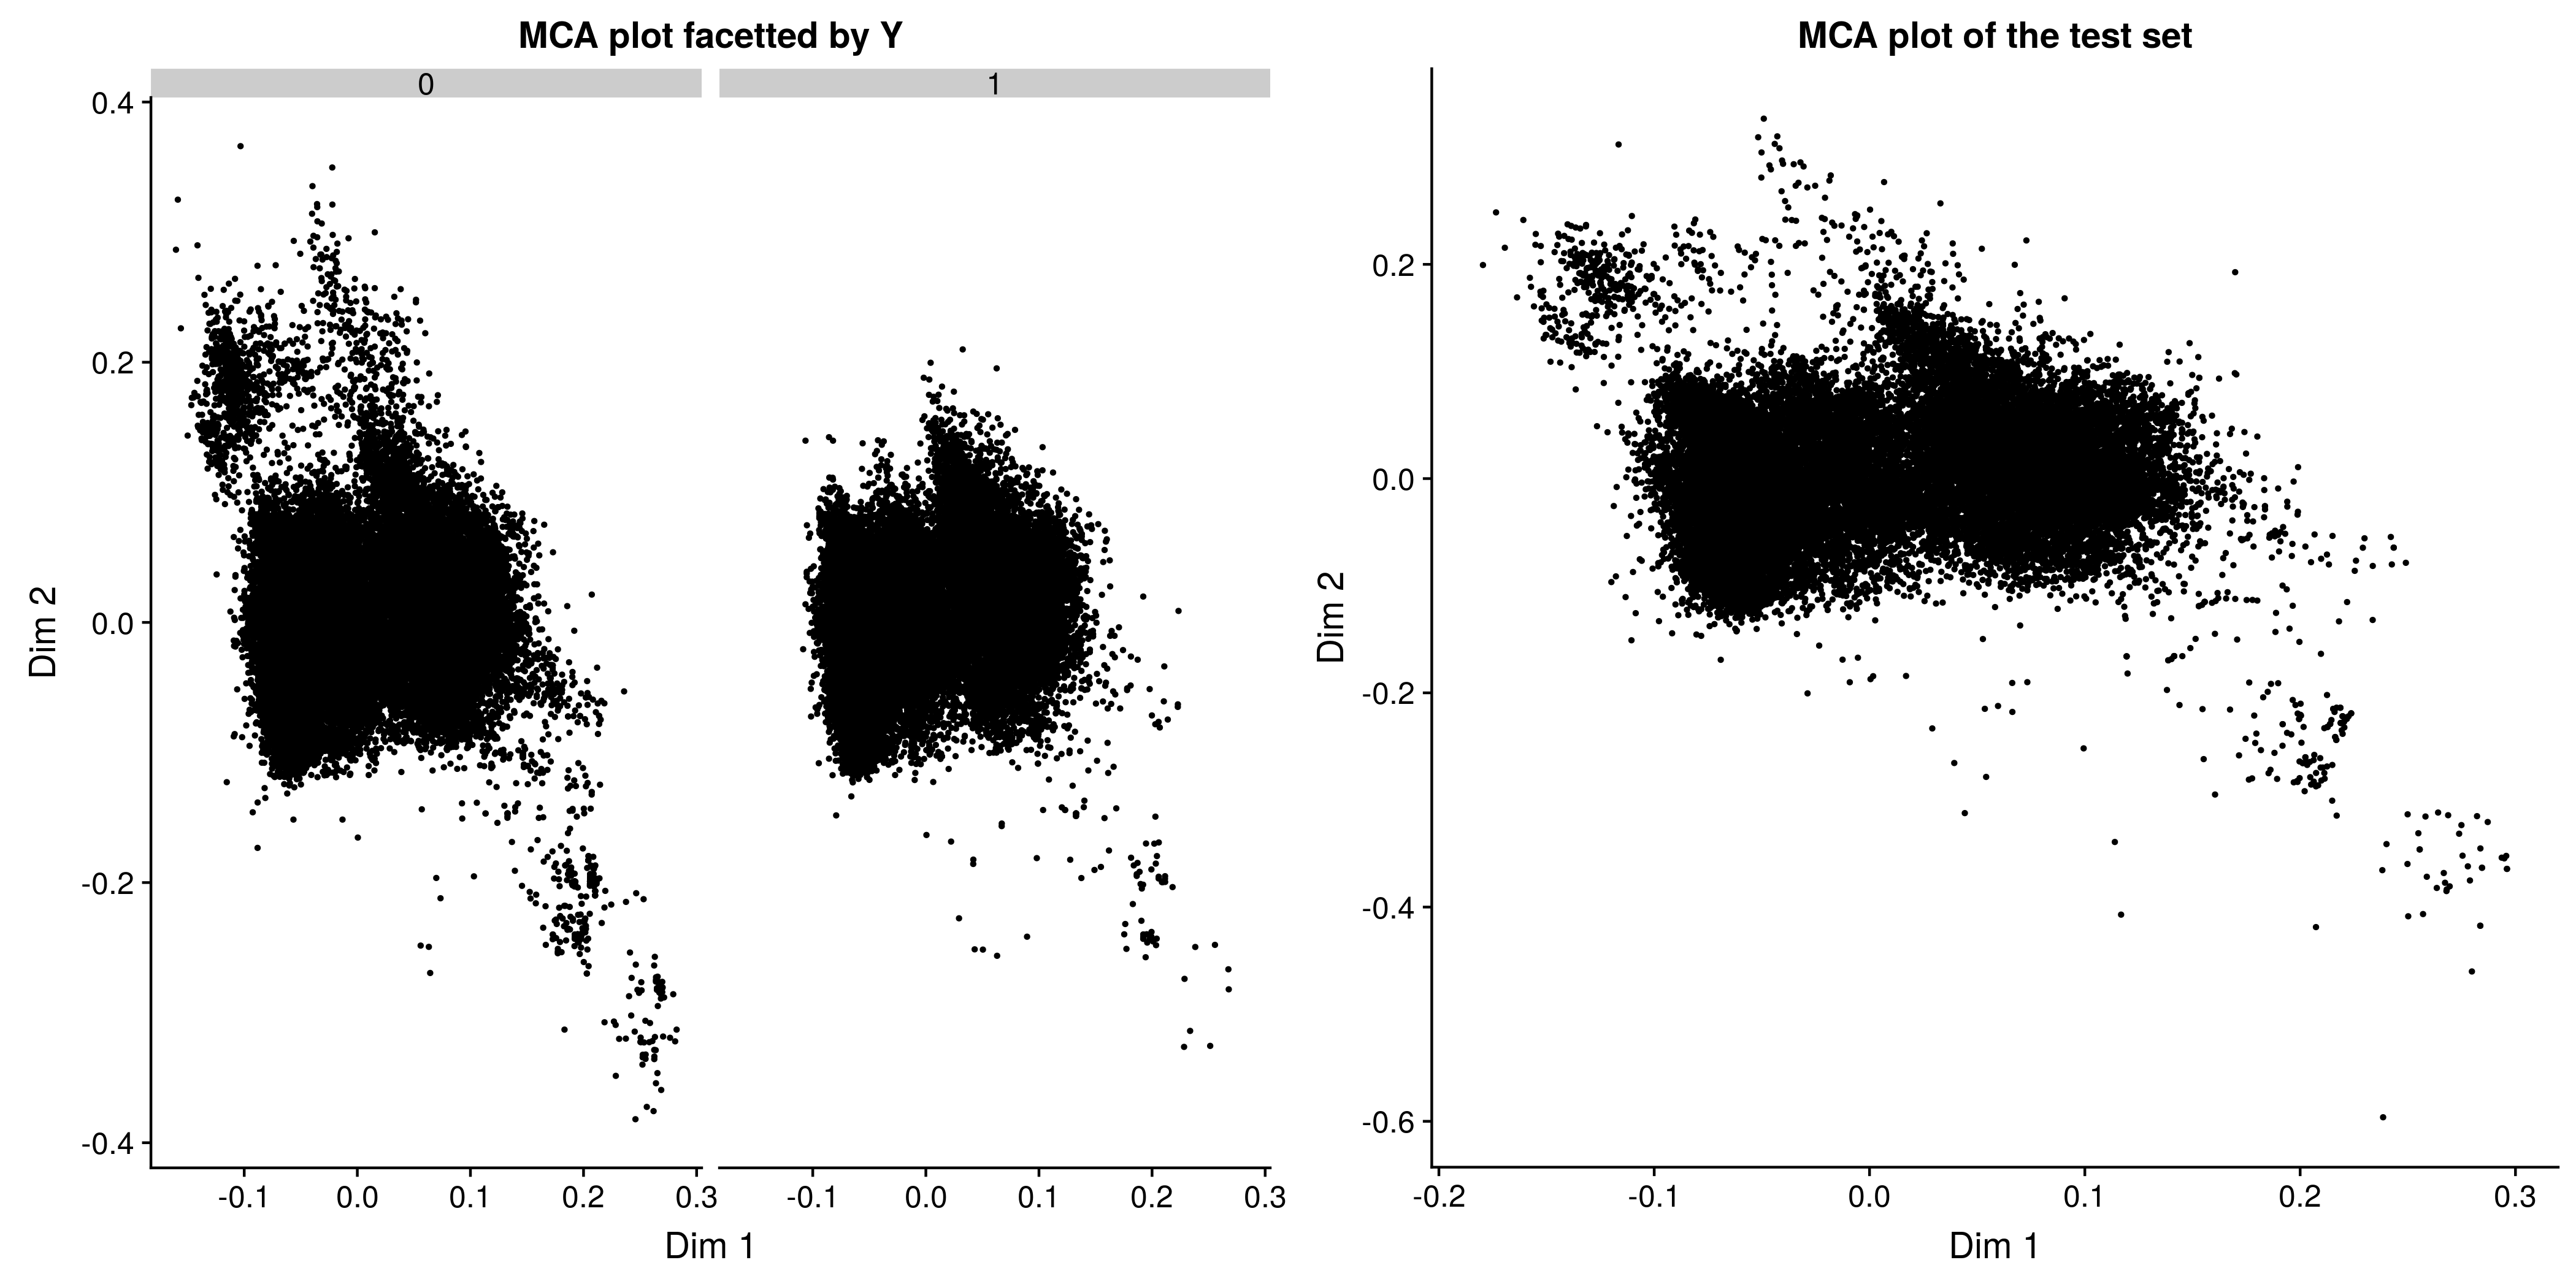 MCA plot facetted by Y
0
1
0.4
0.2
0.0
-0.2
-0.4
Dim 2
-0.1 0.0 0.1 0.2 0.3
-0.1 0.0 0.1 0.2 0.3
Dim 1
MCA plot of the test set
0.2
0.0
-0.2
-0.4
-0.6
Dim 2
-0.2 -0.1 0.0 0.1 0.2 0.3
Dim 1